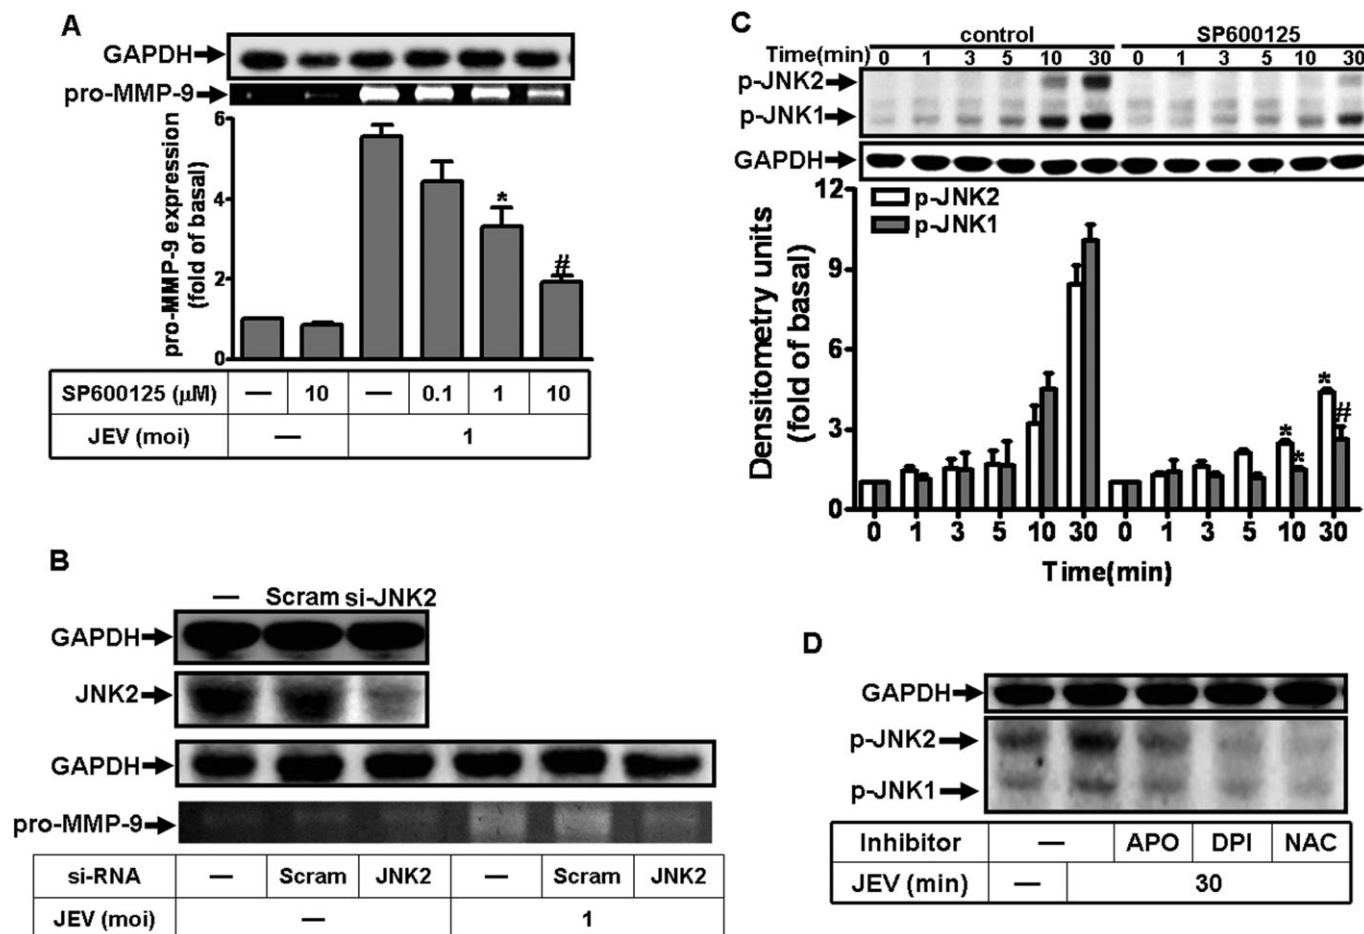 A
GAPDH
pro-MMP-9
pro-MMP-9 expression
(fold of basal)
6
4
2
0
*
#
SP600125 (μM) — 10 — 0.1 1 10
JEV (moi) — 1
B
— Scram si-JNK2
GAPDH
JNK2
GAPDH
pro-MMP-9
si-RNA — Scram JNK2 — Scram JNK2
JEV (moi) — 1
C
control SP600125
Time(min) 0 1 3 5 10 30 0 1 3 5 10 30
p-JNK2
p-JNK1
GAPDH
Densitometry units
(fold of basal)
12
9
6
3
0
p-JNK2
p-JNK1
* * * #
0 1 3 5 10 30 0 1 3 5 10 30
Time(min)
D
GAPDH
p-JNK2
p-JNK1
Inhibitor — APO DPI NAC
JEV (min) — 30